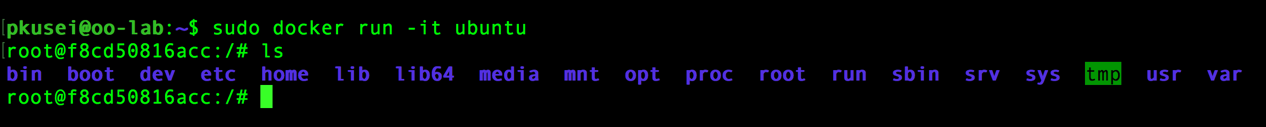 pkusei@oo-lab:~$ sudo docker run -it ubuntu
root@f8cd50816acc:/# ls
bin boot dev etc home lib lib64 media mnt opt proc root run sbin srv sys tmp usr var
root@f8cd50816acc:/#